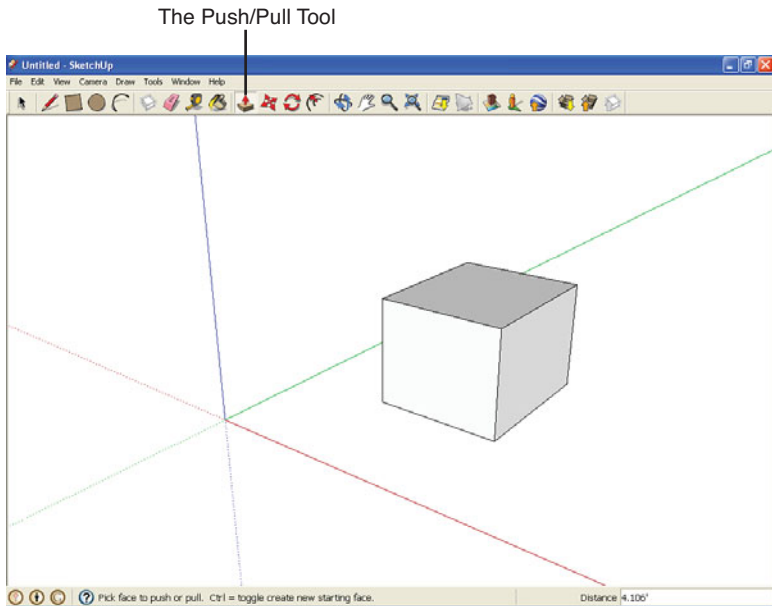 The Push/Pull Tool
Untitled - SketchUp
File Edit View Camera Draw Tools Window Help
Pick face to push or pull. Ctrl = toggle create new starting face.
Distance 4.106'